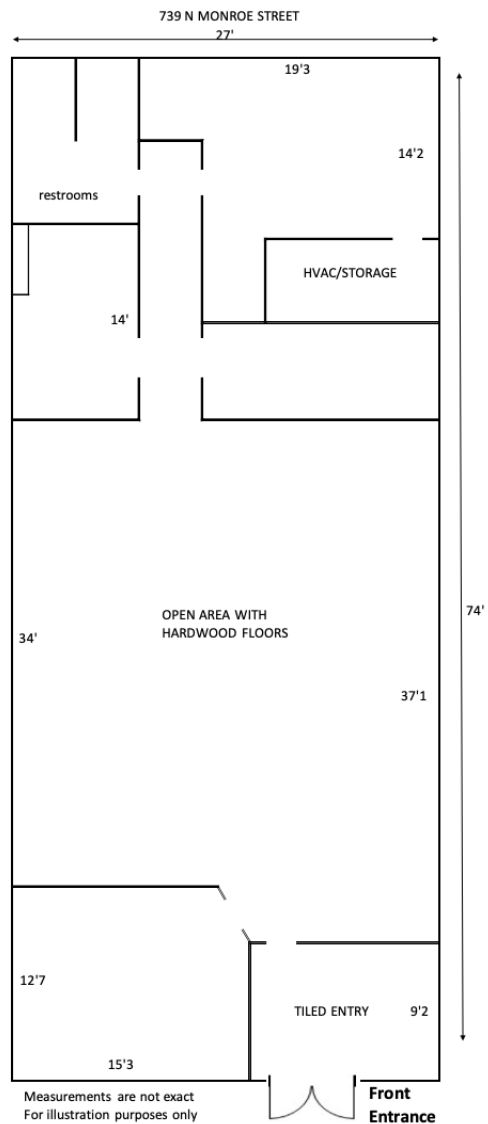 739 N MONROE STREET
27'
19'3
14'2
restrooms
HVAC/STORAGE
14'
OPEN AREA WITH
HARDWOOD FLOORS
74'
34'
37'1
12'7
TILED ENTRY
9'2
15'3
Measurements are not exact
For illustration purposes only
Front
Entrance